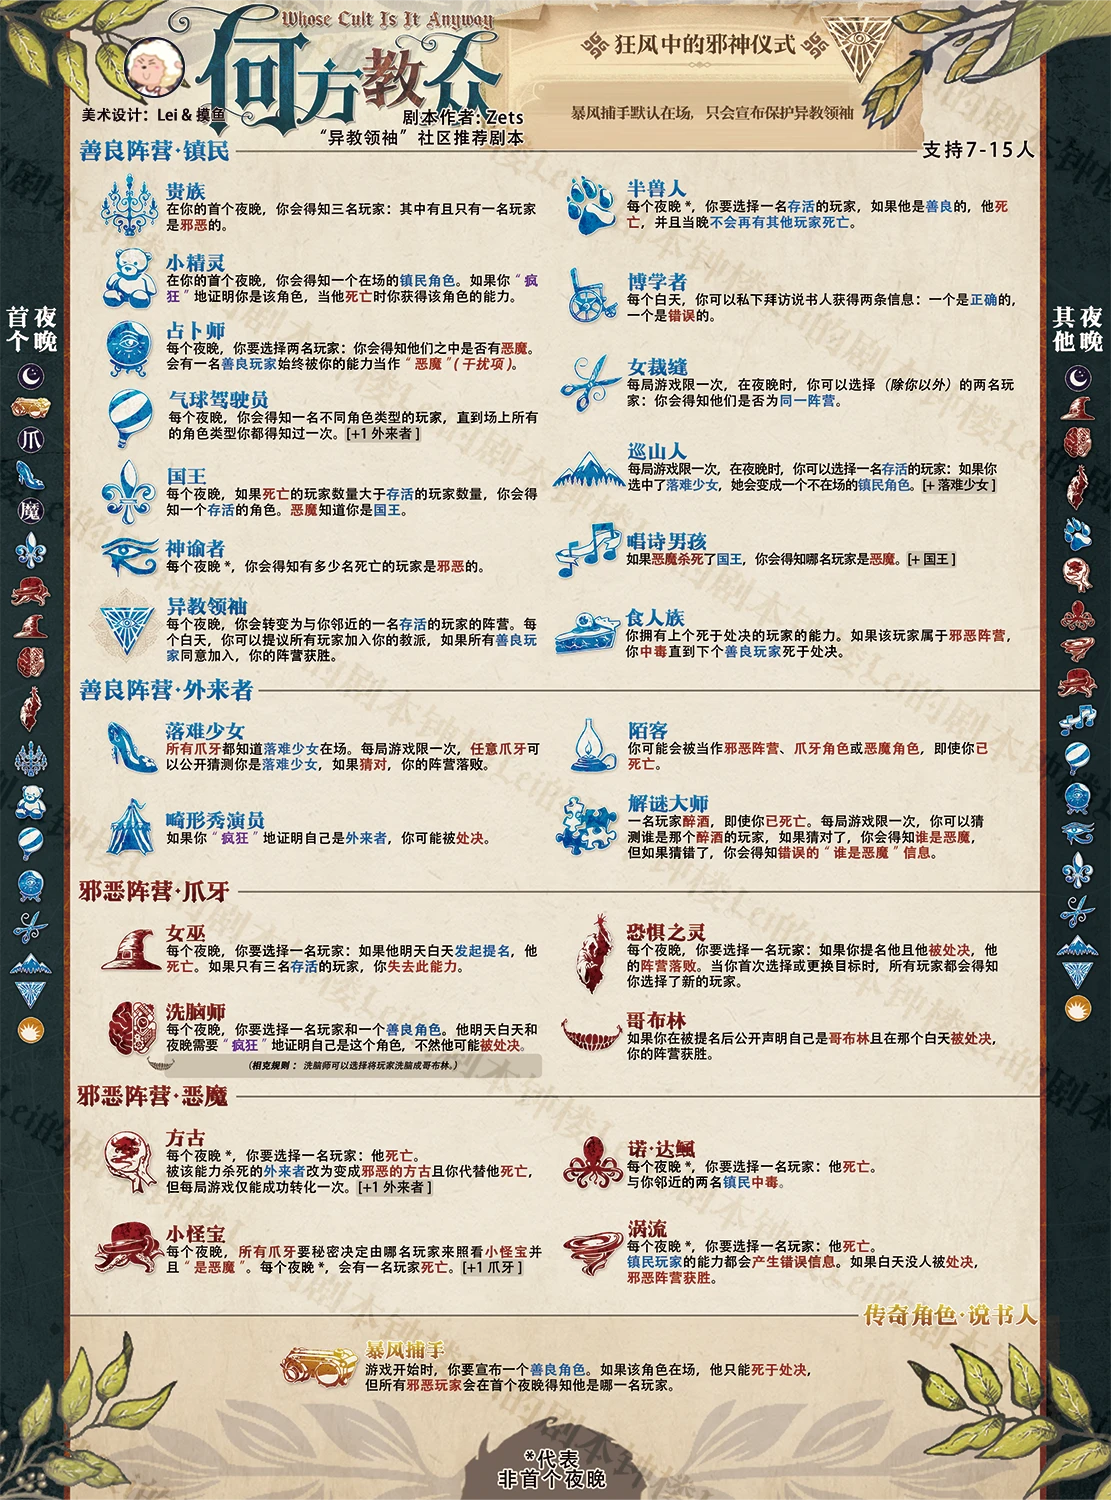 Whose Cult Is It Anyway
何方教众
美术设计：Lei & 摸鱼
剧本作者: Zets
“异教领袖” 社区推荐剧本
狂风中的邪神仪式
暴风捕手默认在场，只会宣布保护异教领袖
支持7-15人
善良阵营·镇民
贵族
在你的首个夜晚，你会得知三名玩家：其中有且只有一名玩家
是邪恶的。
小精灵
在你的首个夜晚，你会得知一个在场的镇民角色。如果你“疯
狂”地证明你是该角色，当他死亡时你获得该角色的能力。
占卜师
每个夜晚，你要选择两名玩家：你会得知他们之中是否有恶魔。
会有一名善良玩家始终被你的能力当作“恶魔”(干扰项)。
气球驾驶员
每个夜晚，你会得知一名不同角色类型的玩家，直到场上所有
的角色类型你都得知过一次。[+1 外来者]
国王
每个夜晚，如果死亡的玩家数量大于存活的玩家数量，你会得
知一个存活的角色。恶魔知道你是国王。
神谕者
每个夜晚 *，你会得知有多少名死亡的玩家是邪恶的。
异教领袖
每个夜晚，你会转变为与你邻近的一名存活的玩家的阵营。每
个白天，你可以提议所有玩家加入你的教派，如果所有善良玩
家同意加入，你的阵营获胜。
半兽人
每个夜晚 *，你要选择一名存活的玩家，如果他是善良的，他死
亡，并且当晚不会再有其他玩家死亡。
博学者
每个白天，你可以私下拜访说书人获得两条信息：一个是正确的，
一个是错误的。
女裁缝
每局游戏限一次，在夜晚时，你可以选择（除你以外）的两名玩
家：你会得知他们是否为同一阵营。
巡山人
每局游戏限一次，在夜晚时，你可以选择一名存活的玩家：如果你
选中了落难少女，她会变成一个不在场的镇民角色。[+ 落难少女]
唱诗男孩
如果恶魔杀死了国王，你会得知哪名玩家是恶魔。[+ 国王]
食人族
你拥有上个死于处决的玩家的能力。如果该玩家属于邪恶阵营，
你中毒直到下个善良玩家死于处决。
首个夜晚
其他夜晚
爪
魔
善良阵营·外来者
落难少女
所有爪牙都知道落难少女在场。每局游戏限一次，任意爪牙可
以公开猜测你是落难少女，如果猜对，你的阵营落败。
畸形秀演员
如果你“疯狂”地证明自己是外来者，你可能被处决。
陌客
你可能会被当作邪恶阵营、爪牙角色或恶魔角色，即使你已
死亡。
解谜大师
一名玩家醉酒，即使你已死亡。每局游戏限一次，你可以猜
测谁是那个醉酒的玩家，如果猜对了，你会得知谁是恶魔，
但如果猜错了，你会得知错误的“谁是恶魔”信息。
邪恶阵营·爪牙
女巫
每个夜晚，你要选择一名玩家：如果他明天白天发起提名，他
死亡。如果只有三名存活的玩家，你失去此能力。
洗脑师
每个夜晚，你要选择一名玩家和一个善良角色。他明天白天和
夜晚需要“疯狂”地证明自己是这个角色，不然他可能被处决。
（相克规则：洗脑师可以选择将玩家洗脑成哥布林。）
恐惧之灵
每个夜晚，你要选择一名玩家：如果你提名他且他被处决，他
的阵营落败。当你首次选择或更换目标时，所有玩家都会得知
你选择了新的玩家。
哥布林
如果你在被提名后公开声明自己是哥布林且在那个白天被处决，
你的阵营获胜。
邪恶阵营·恶魔
方古
每个夜晚 *，你要选择一名玩家：他死亡。
被该能力杀死的外来者改为变成邪恶的方古且你代替他死亡，
但每局游戏仅能成功转化一次。[+1 外来者]
小怪宝
每个夜晚，所有爪牙要秘密决定由哪名玩家来照看小怪宝并
且“是恶魔”。每个夜晚 *，会有一名玩家死亡。[+1 爪牙]
诺·达鲺
每个夜晚 *，你要选择一名玩家：他死亡。
与你邻近的两名镇民中毒。
涡流
每个夜晚 *，你要选择一名玩家：他死亡。
镇民玩家的能力都会产生错误信息。如果白天没人被处决，
邪恶阵营获胜。
传奇角色·说书人
暴风捕手
游戏开始时，你要宣布一个善良角色。如果该角色在场，他只能死于处决，
但所有邪恶玩家会在首个夜晚得知他是哪一名玩家。
*代表
非首个夜晚